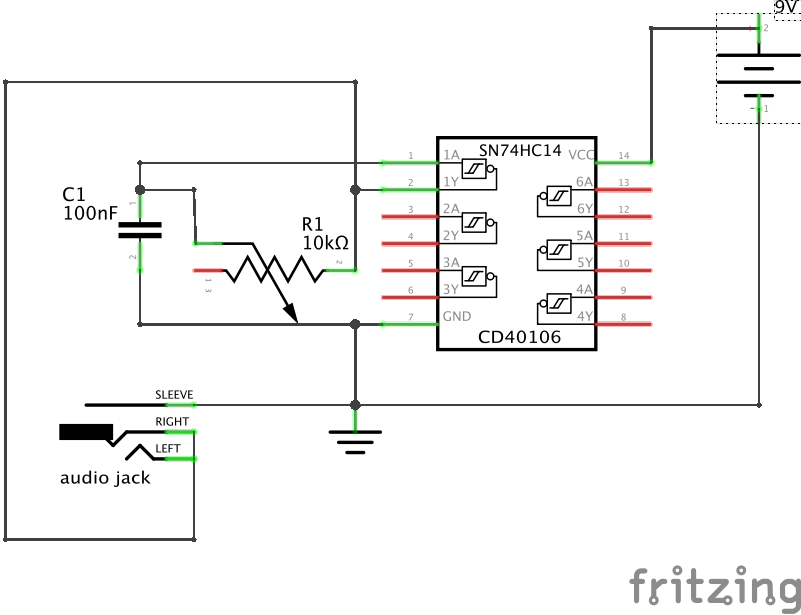 9V
2
- 1
SN74HC14
1 1A VCC 14
2 1Y 6A 13
3 2A 6Y 12
4 2Y 5A 11
5 3A 5Y 10
6 3Y 4A 9
7 GND 4Y 8
CD40106
C1
100nF
1
2
R1
10kΩ
2
1 3
SLEEVE
RIGHT
LEFT
audio jack
fritzing